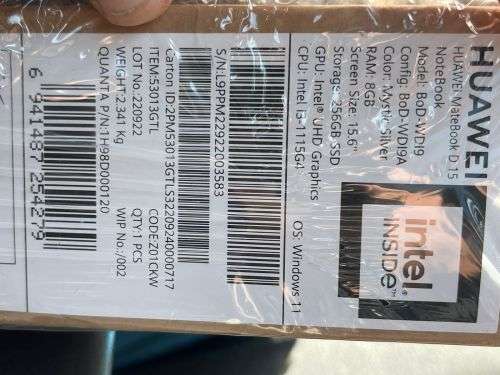 HUAWEI
HUAWEI MateBook D 15
NoteBook
Model: BoD-WDI9
Config: BoD-WDI9A
Color: Mystic Silver
Screen Size: 15.6"
RAM: 8GB
Storage: 256GB SSD
GPU: Intel® UHD Graphics
CPU: Intel i3-1115G4
OS: Windows 11
intel®
INSIDE™
S/N:L9PPM22922003583
Carton ID:2PM53013GTLS32209240000717
ITEM:53013GTL
CODE:Z01CKW
LOT NO.:220922
QTY:1 PCS
WEIGHT:2.341 Kg
WIP No.:/002
QUANTA P/N:1H98D000120
6 941487 254279